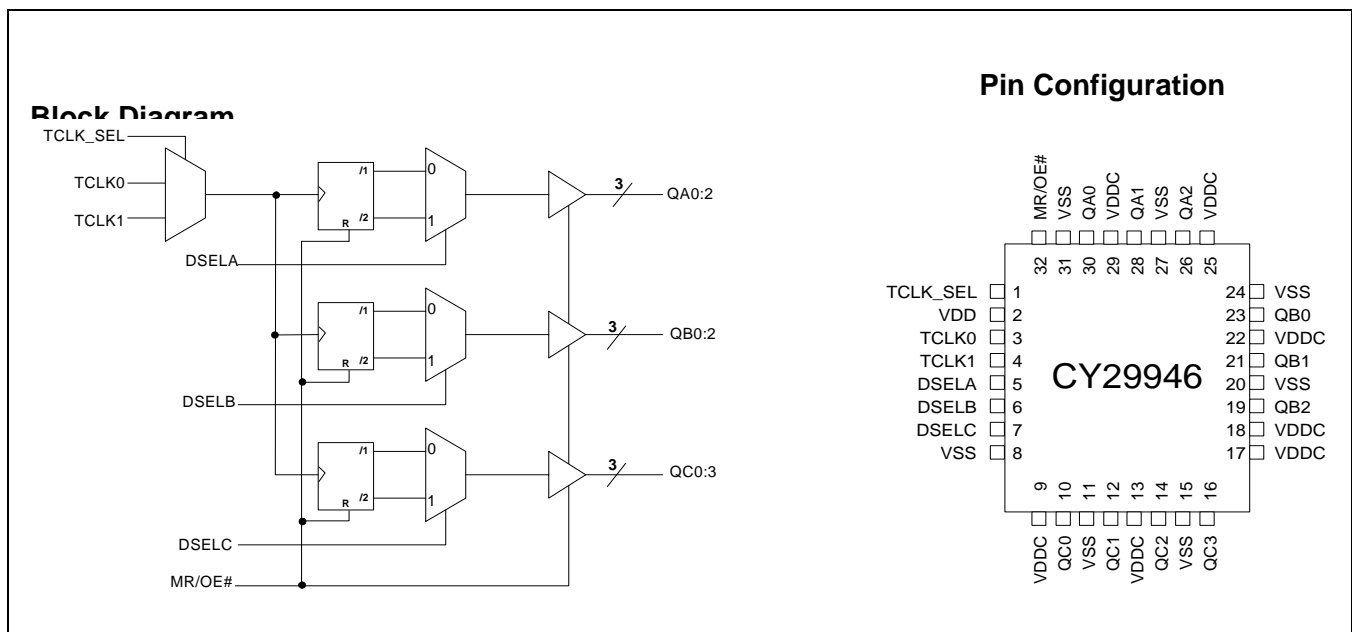 Block Diagram
TCLK_SEL
TCLK0
TCLK1
/1
0
/2
1
R
3
QA0:2
DSELA
/1
0
/2
1
R
3
QB0:2
DSELB
/1
0
/2
1
R
3
QC0:3
DSELC
MR/OE#
Pin Configuration
MR/OE# VSS QA0 VDDC QA1 VSS QA2 VDDC
32 31 30 29 28 27 26 25
TCLK_SEL 1
VDD 2
TCLK0 3
TCLK1 4
DSELA 5
DSELB 6
DSELC 7
VSS 8
CY29946
24 VSS
23 QB0
22 VDDC
21 QB1
20 VSS
19 QB2
18 VDDC
17 VDDC
9 10 11 12 13 14 15 16
VDDC QC0 VSS QC1 VDDC QC2 VSS QC3